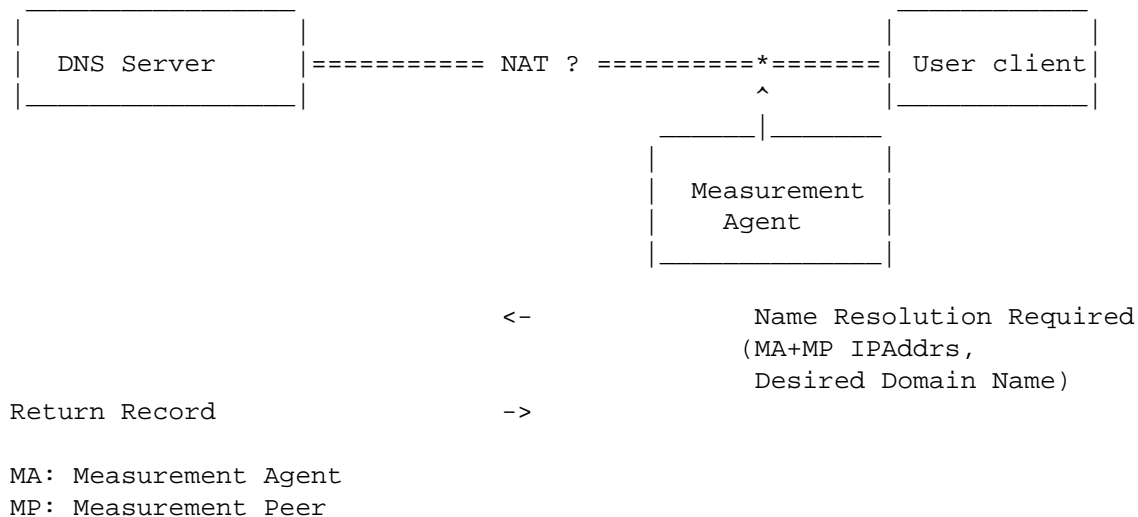 DNS Server |=========== NAT ? ==========*=======| User client
^
Measurement
Agent
<- Name Resolution Required
(MA+MP IPAddrs,
Desired Domain Name)
Return Record ->
MA: Measurement Agent
MP: Measurement Peer